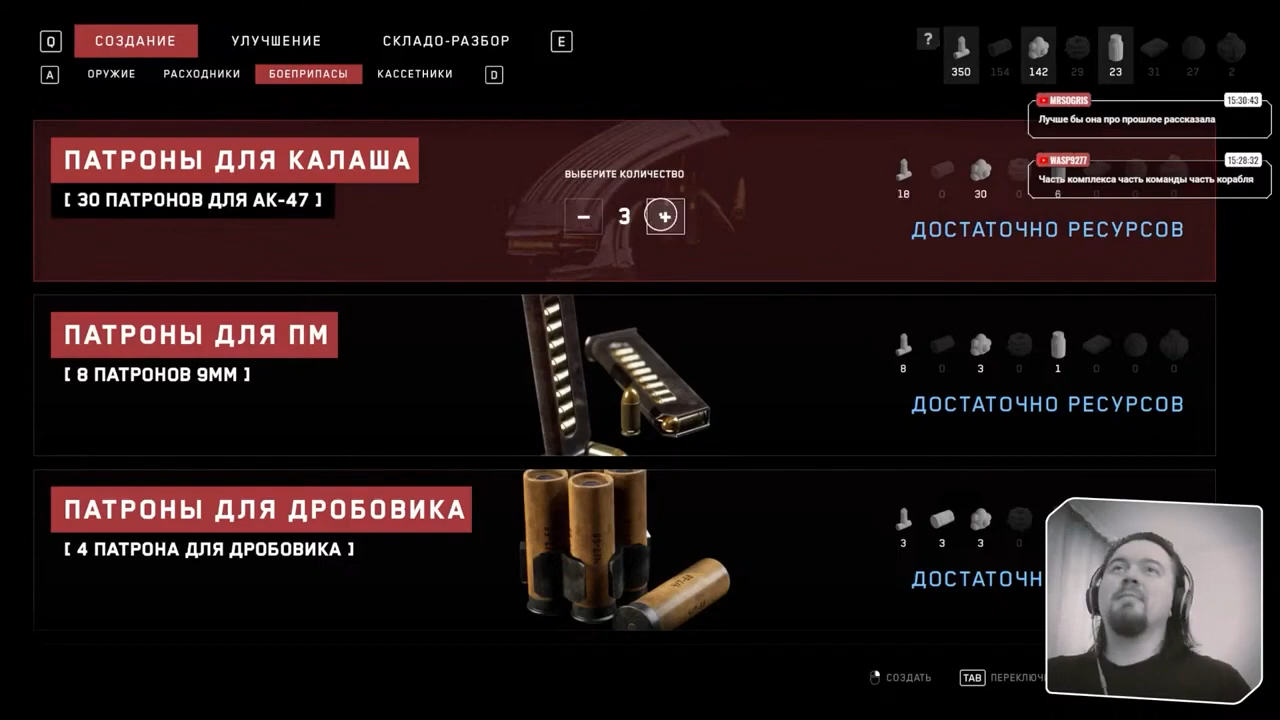 Q СОЗДАНИЕ УЛУЧШЕНИЕ СКЛАДО-РАЗБОР E
A ОРУЖИЕ РАСХОДНИКИ БОЕПРИПАСЫ КАССЕТНИКИ D
?
350 154 142 29 23 31 27 2
MRSOGRIS 15:30:43
Лучше бы она про прошлое рассказала
WASP9277 15:28:32
Часть комплекса часть команды часть корабля
ПАТРОНЫ ДЛЯ КАЛАША
[ 30 ПАТРОНОВ ДЛЯ АК-47 ]
ВЫБЕРИТЕ КОЛИЧЕСТВО
− 3 +
18 0 30 6
ДОСТАТОЧНО РЕСУРСОВ
ПАТРОНЫ ДЛЯ ПМ
[ 8 ПАТРОНОВ 9ММ ]
8 0 3 0 1 0 0 0
ДОСТАТОЧНО РЕСУРСОВ
ПАТРОНЫ ДЛЯ ДРОБОВИКА
[ 4 ПАТРОНА ДЛЯ ДРОБОВИКА ]
3 3 3 0
ДОСТАТОЧН
СОЗДАТЬ TAB ПЕРЕКЛЮЧ